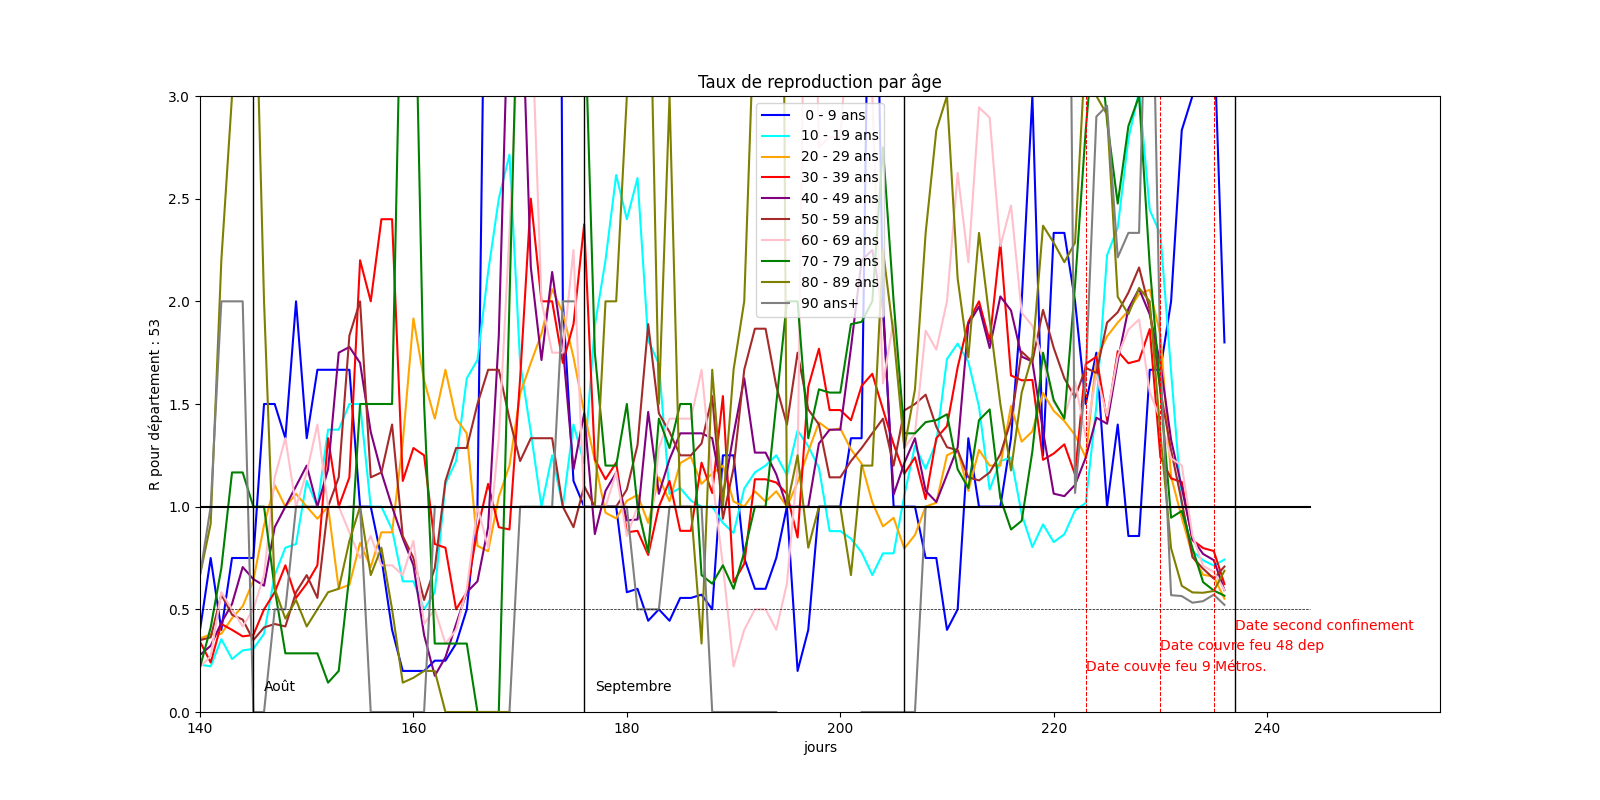 Taux de reproduction par âge
R pour département : 53
3.0
2.5
2.0
1.5
1.0
0.5
0.0
0 - 9 ans
10 - 19 ans
20 - 29 ans
30 - 39 ans
40 - 49 ans
50 - 59 ans
60 - 69 ans
70 - 79 ans
80 - 89 ans
90 ans+
Date second confinement
Date couvre feu 48 dep
Date couvre feu 9 Métros.
Août
Septembre
140
160
180
200
220
240
jours